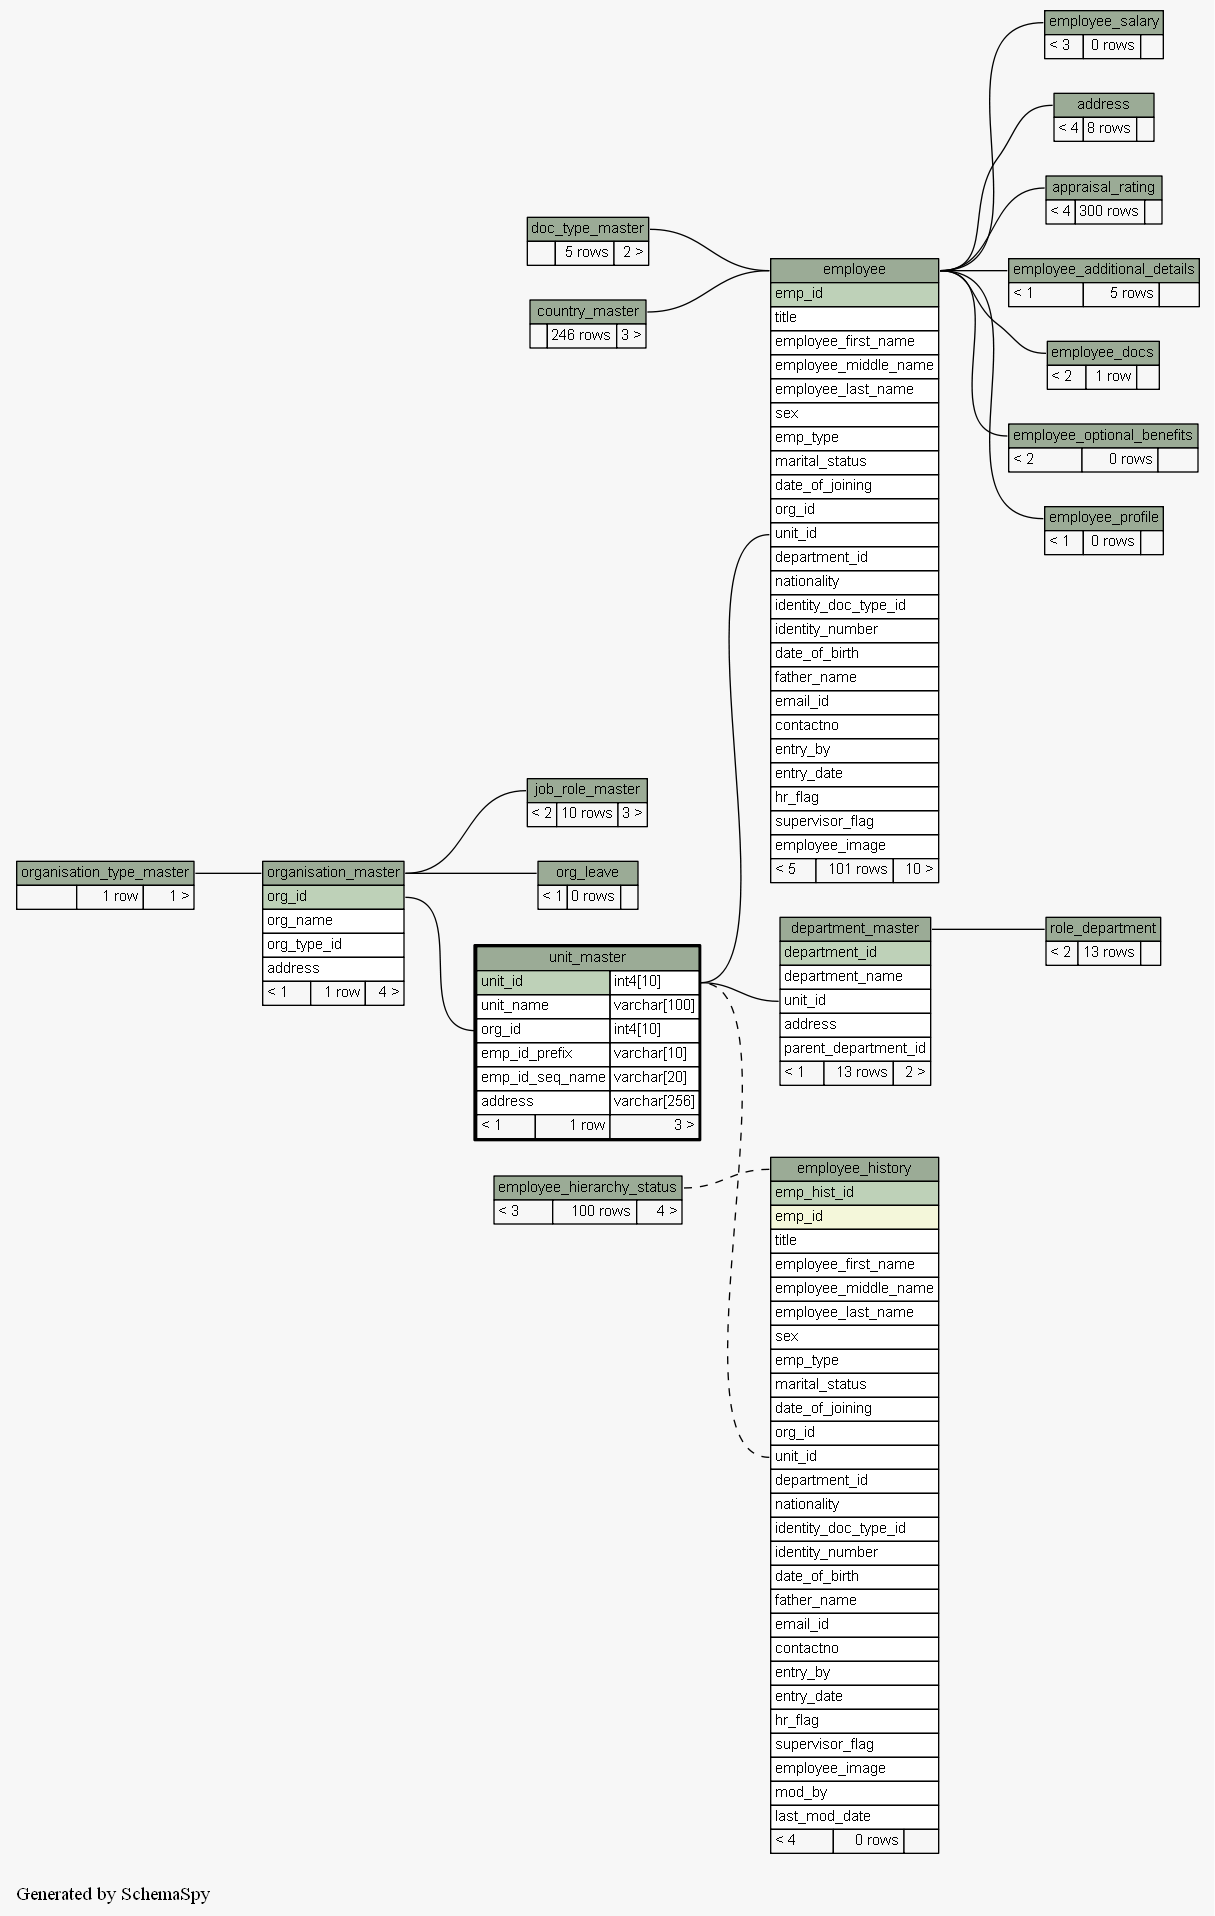 employee_salary
< 3 0 rows
address
< 4 8 rows
appraisal_rating
< 4 300 rows
doc_type_master
5 rows 2 >
country_master
246 rows 3 >
employee
emp_id
title
employee_first_name
employee_middle_name
employee_last_name
sex
emp_type
marital_status
date_of_joining
org_id
unit_id
department_id
nationality
identity_doc_type_id
identity_number
date_of_birth
father_name
email_id
contactno
entry_by
entry_date
hr_flag
supervisor_flag
employee_image
< 5 101 rows 10 >
employee_additional_details
< 1 5 rows
employee_docs
< 2 1 row
employee_optional_benefits
< 2 0 rows
employee_profile
< 1 0 rows
job_role_master
< 2 10 rows 3 >
organisation_type_master
1 row 1 >
organisation_master
org_id
org_name
org_type_id
address
< 1 1 row 4 >
org_leave
< 1 0 rows
unit_master
unit_id int4[10]
unit_name varchar[100]
org_id int4[10]
emp_id_prefix varchar[10]
emp_id_seq_name varchar[20]
address varchar[256]
< 1 1 row 3 >
department_master
department_id
department_name
unit_id
address
parent_department_id
< 1 13 rows 2 >
role_department
< 2 13 rows
employee_hierarchy_status
< 3 100 rows 4 >
employee_history
emp_hist_id
emp_id
title
employee_first_name
employee_middle_name
employee_last_name
sex
emp_type
marital_status
date_of_joining
org_id
unit_id
department_id
nationality
identity_doc_type_id
identity_number
date_of_birth
father_name
email_id
contactno
entry_by
entry_date
hr_flag
supervisor_flag
employee_image
mod_by
last_mod_date
< 4 0 rows
Generated by SchemaSpy